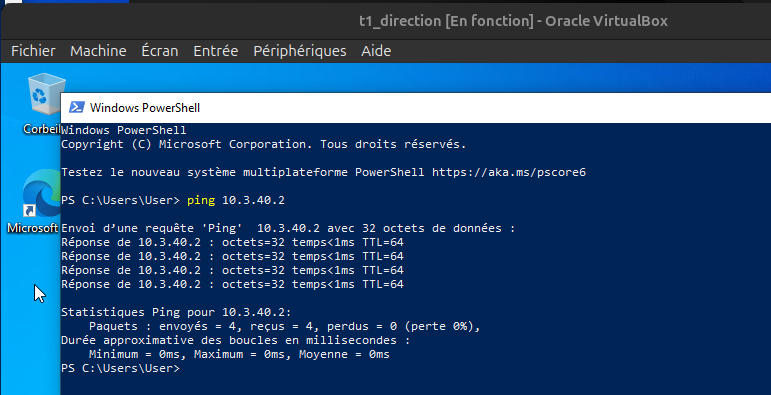 t1_direction [En fonction] - Oracle VirtualBox
Fichier Machine Écran Entrée Périphériques Aide
Windows PowerShell
Corbeil
Microsoft
Windows PowerShell
Copyright (C) Microsoft Corporation. Tous droits réservés.
Testez le nouveau système multiplateforme PowerShell https://aka.ms/pscore6
PS C:\Users\User> ping 10.3.40.2
Envoi d’une requête 'Ping'  10.3.40.2 avec 32 octets de données :
Réponse de 10.3.40.2 : octets=32 temps<1ms TTL=64
Réponse de 10.3.40.2 : octets=32 temps<1ms TTL=64
Réponse de 10.3.40.2 : octets=32 temps<1ms TTL=64
Réponse de 10.3.40.2 : octets=32 temps<1ms TTL=64
Statistiques Ping pour 10.3.40.2:
    Paquets : envoyés = 4, reçus = 4, perdus = 0 (perte 0%),
Durée approximative des boucles en millisecondes :
    Minimum = 0ms, Maximum = 0ms, Moyenne = 0ms
PS C:\Users\User>